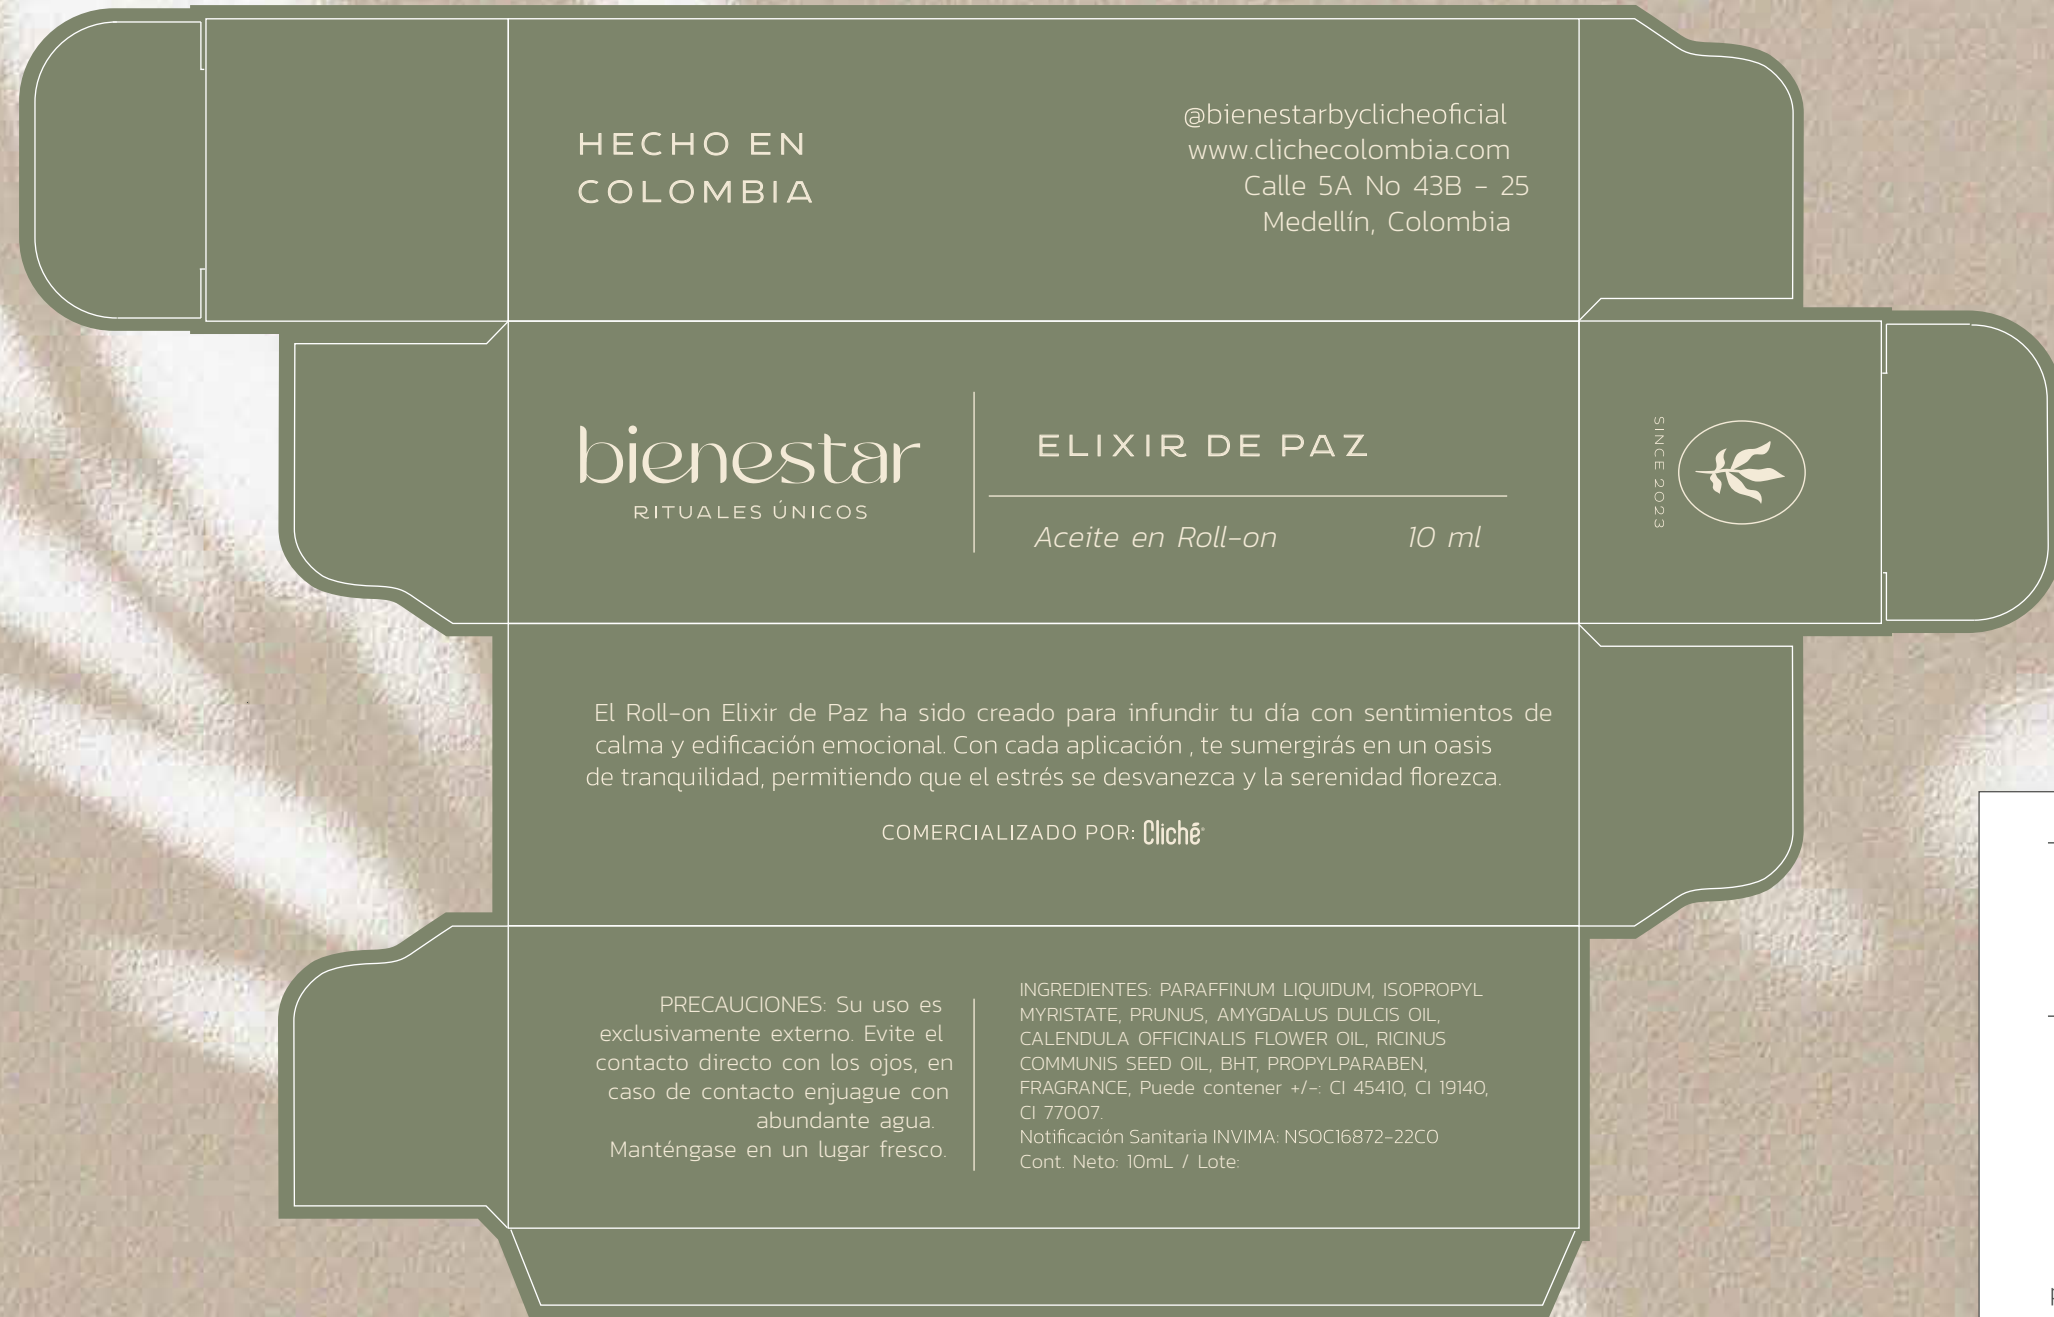 HECHO EN
COLOMBIA
@bienestarbyclicheoficial
www.clichecolombia.com
Calle 5A No 43B - 25
Medellín, Colombia
bienestar
RITUALES ÚNICOS
ELIXIR DE PAZ
Aceite en Roll-on 10 ml
SINCE 2023
El Roll-on Elixir de Paz ha sido creado para infundir tu día con sentimientos de
calma y edificación emocional. Con cada aplicación , te sumergirás en un oasis
de tranquilidad, permitiendo que el estrés se desvanezca y la serenidad florezca.
COMERCIALIZADO POR: Cliché
PRECAUCIONES: Su uso es
exclusivamente externo. Evite el
contacto directo con los ojos, en
caso de contacto enjuague con
abundante agua.
Manténgase en un lugar fresco.
INGREDIENTES: PARAFFINUM LIQUIDUM, ISOPROPYL
MYRISTATE, PRUNUS, AMYGDALUS DULCIS OIL,
CALENDULA OFFICINALIS FLOWER OIL, RICINUS
COMMUNIS SEED OIL, BHT, PROPYLPARABEN,
FRAGRANCE, Puede contener +/-: CI 45410, CI 19140,
CI 77007.
Notificación Sanitaria INVIMA: NSOC16872-22CO
Cont. Neto: 10mL / Lote: